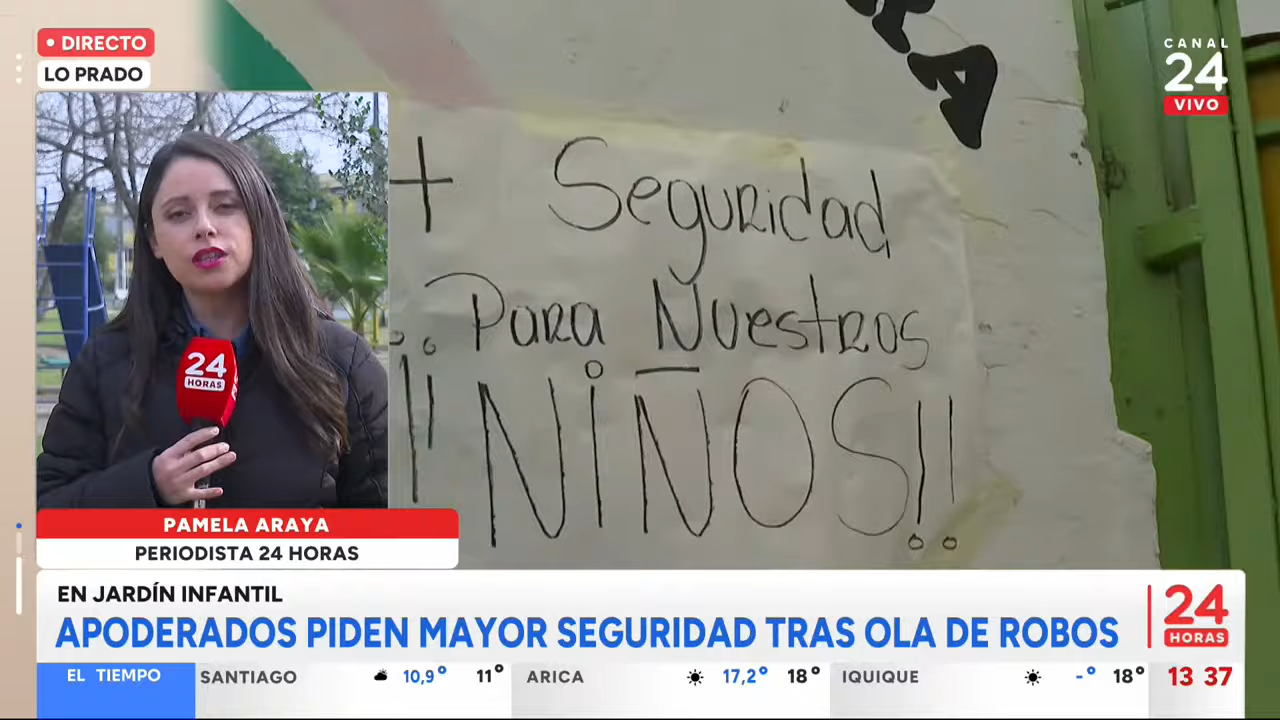 • DIRECTO
LO PRADO
CANAL
24
VIVO
+ Seguridad
Para Nuestros
¡¡NiÑOS!!
24
HORAS
PAMELA ARAYA
PERIODISTA 24 HORAS
EN JARDÍN INFANTIL
APODERADOS PIDEN MAYOR SEGURIDAD TRAS OLA DE ROBOS
24
HORAS
EL TIEMPO SANTIAGO 10,9° 11° ARICA 17,2° 18° IQUIQUE -° 18° 13 37